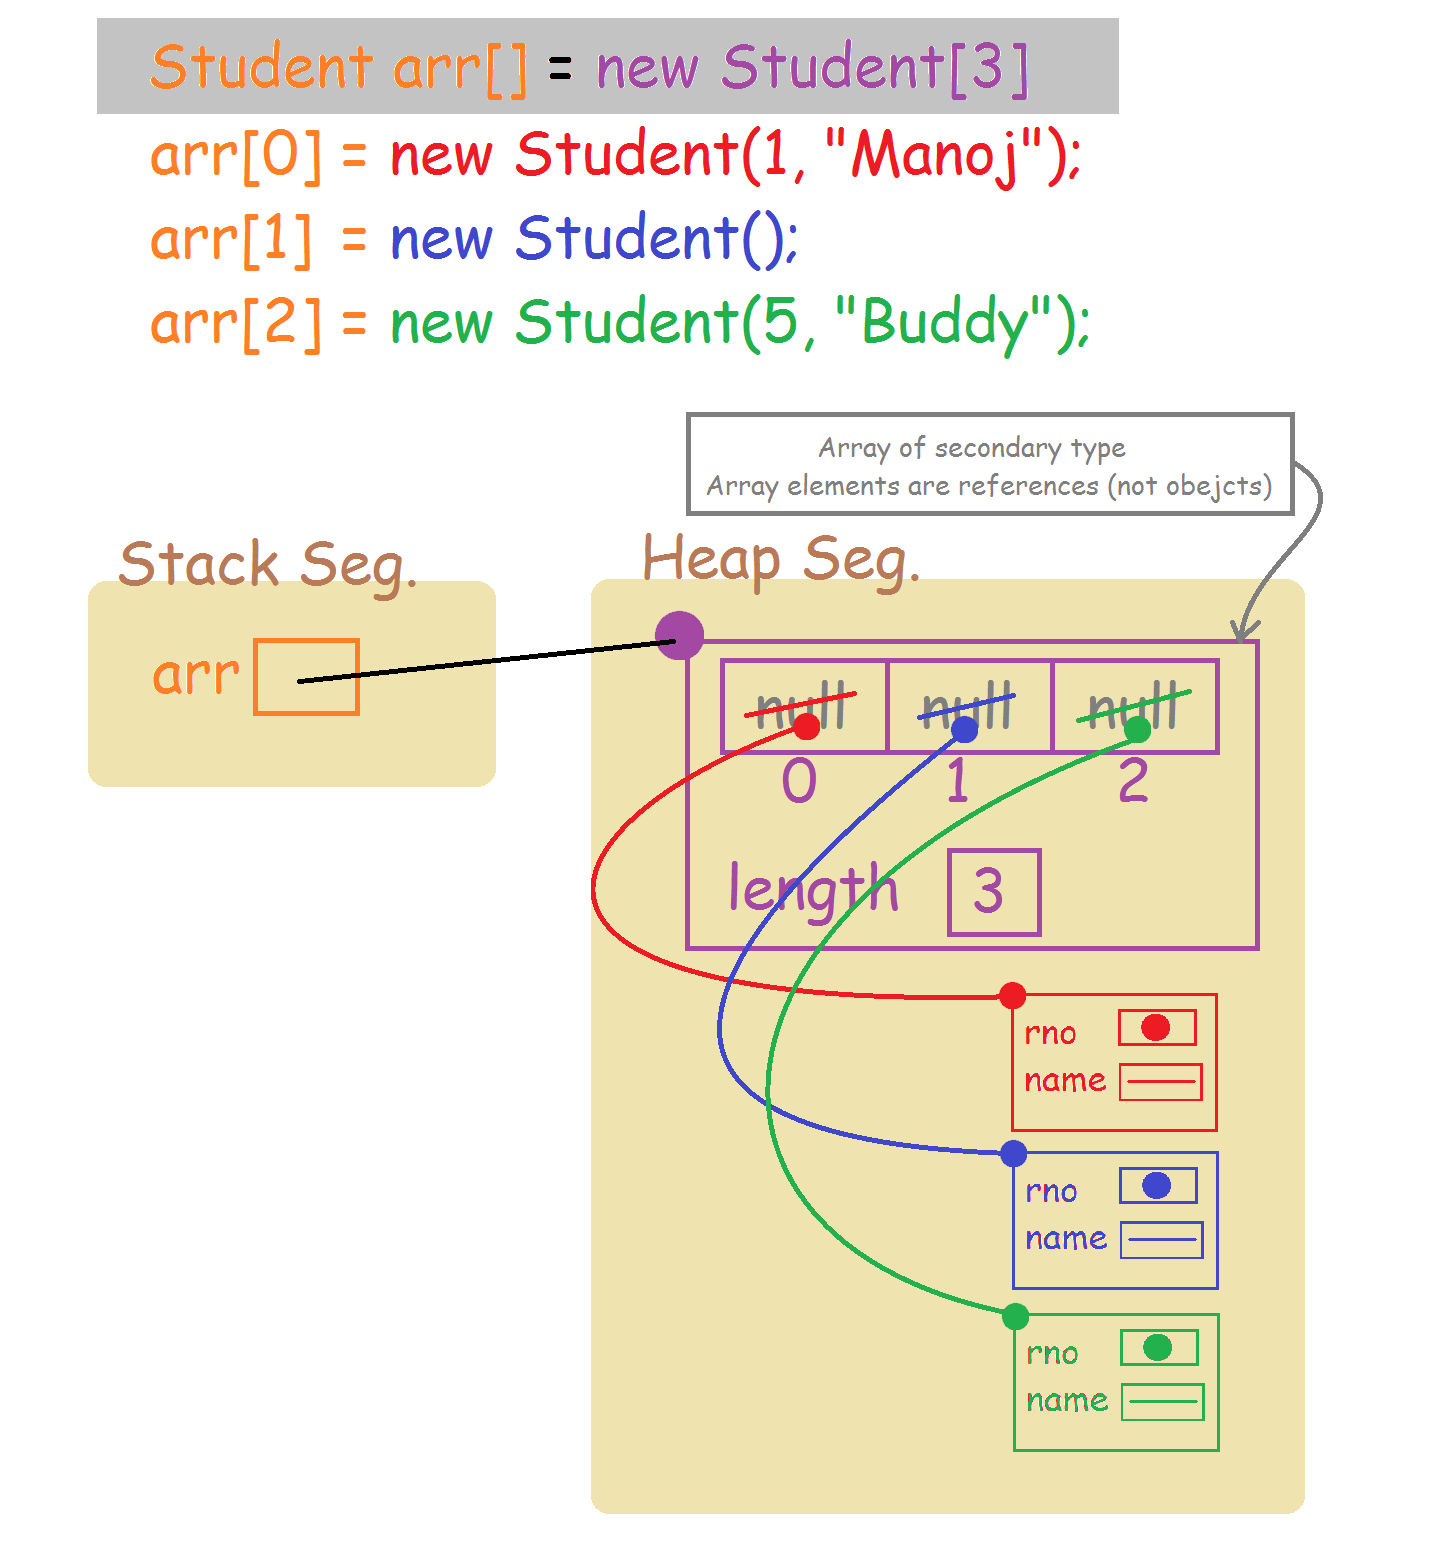 Student arr[] = new Student[3]
arr[0] = new Student(1, "Manoj");
arr[1] = new Student();
arr[2] = new Student(5, "Buddy");
Array of secondary type
Array elements are references (not obejcts)
Stack Seg.
Heap Seg.
arr
null null null
0 1 2
length 3
rno
name
rno
name
rno
name